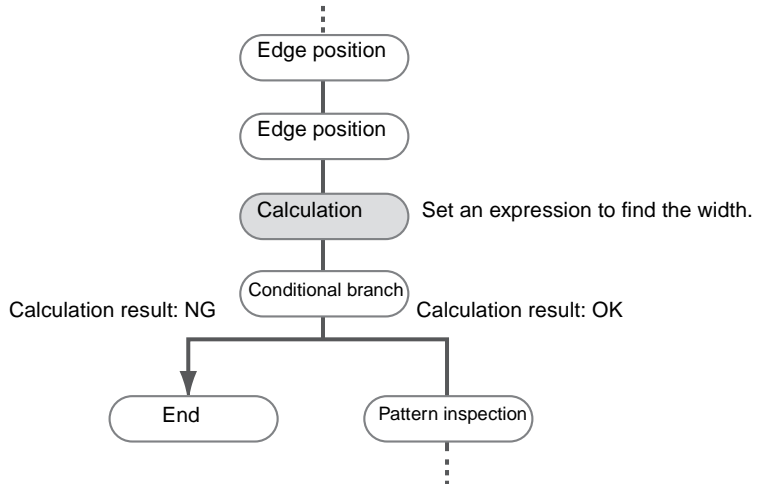 Edge position
Edge position
Calculation
Set an expression to find the width.
Conditional branch
Calculation result: NG
Calculation result: OK
End
Pattern inspection